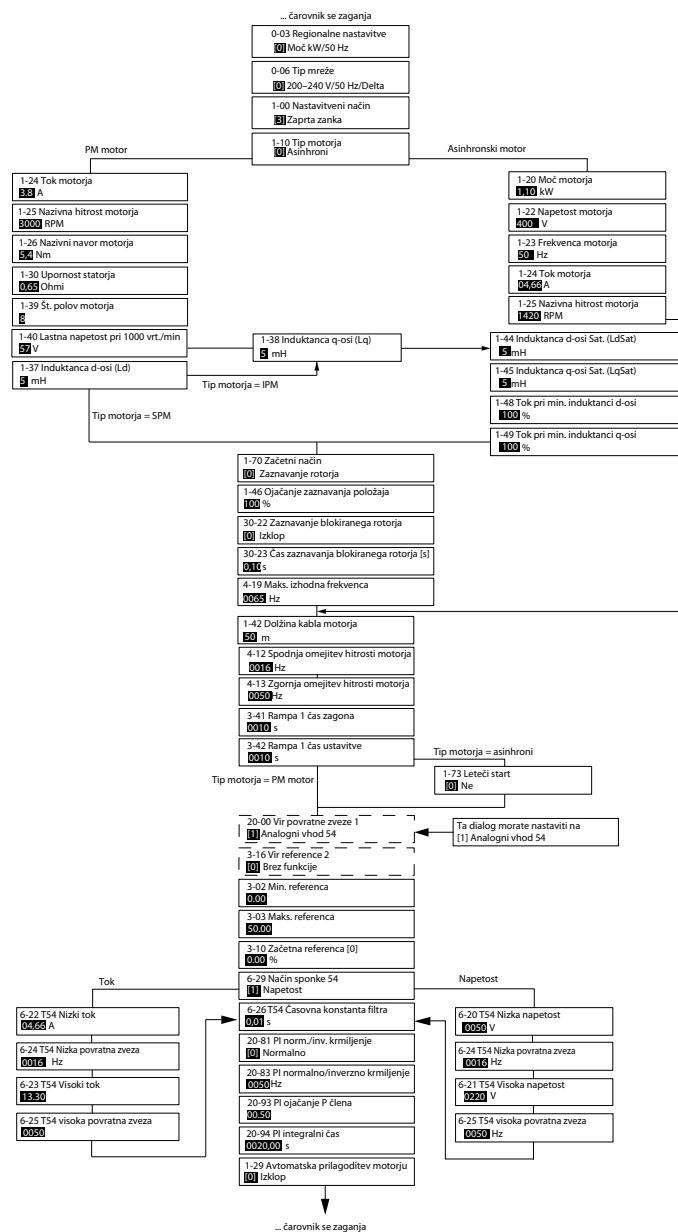 ... čarovnik se zaganja
0-03 Regionalne nastavitve
[0] Moč kW/50 Hz
0-06 Tip mreže
[0] 200–240 V/50 Hz/Delta
1-00 Nastavitveni način
[3] Zaprta zanka
1-10 Tip motorja
[0] Asinhroni
PM motor
Asinhronski motor
1-24 Tok motorja
3.8 A
1-25 Nazivna hitrost motorja
3000 RPM
1-26 Nazivni navor motorja
5,4 Nm
1-30 Upornost statorja
0,65 Ohmi
1-39 Št. polov motorja
8
1-40 Lastna napetost pri 1000 vrt./min
57 V
1-37 Induktanca d-osi (Ld)
5 mH
1-20 Moč motorja
1,10 kW
1-22 Napetost motorja
400 V
1-23 Frekvenca motorja
50 Hz
1-24 Tok motorja
04,66 A
1-25 Nazivna hitrost motorja
1420 RPM
1-38 Induktanca q-osi (Lq)
5 mH
Tip motorja = IPM
Tip motorja = SPM
1-44 Induktanca d-osi Sat. (LdSat)
5 mH
1-45 Induktanca q-osi Sat. (LqSat)
5 mH
1-48 Tok pri min. induktanci d-osi
100 %
1-49 Tok pri min. induktanci q-osi
100 %
1-70 Začetni način
[0] Zaznavanje rotorja
1-46 Ojačanje zaznavanja položaja
100 %
30-22 Zaznavanje blokiranega rotorja
[0] Izklop
30-23 Čas zaznavanja blokiranega rotorja [s]
0,10 s
4-19 Maks. izhodna frekvenca
0065 Hz
1-42 Dolžina kabla motorja
50 m
4-12 Spodnja omejitev hitrosti motorja
0016 Hz
4-13 Zgornja omejitev hitrosti motorja
0050 Hz
3-41 Rampa 1 čas zagona
0010 s
3-42 Rampa 1 čas ustavitve
0010 s
Tip motorja = asinhroni
Tip motorja = PM motor
1-73 Leteči start
[0] Ne
20-00 Vir povratne zveze 1
[1] Analogni vhod 54
Ta dialog morate nastaviti na
[1] Analogni vhod 54
3-16 Vir reference 2
[0] Brez funkcije
3-02 Min. referenca
0.00
3-03 Maks. referenca
50.00
3-10 Začetna referenca [0]
0.00 %
6-29 Način sponke 54
[1] Napetost
Tok
Napetost
6-22 T54 Nizki tok
04,66 A
6-24 T54 Nizka povratna zveza
0016 Hz
6-23 T54 Visoki tok
13.30
6-25 T54 visoka povratna zveza
0050
6-26 T54 Časovna konstanta filtra
0,01 s
20-81 PI norm./inv. krmiljenje
[0] Normalno
20-83 PI normalno/inverzno krmiljenje
0050 Hz
20-93 PI ojačanje P člena
00.50
20-94 PI integralni čas
0020,00 s
1-29 Avtomatska prilagoditev motorju
[0] Izklop
6-20 T54 Nizka napetost
0050 V
6-24 T54 Nizka povratna zveza
0016 Hz
6-21 T54 Visoka napetost
0220 V
6-25 T54 visoka povratna zveza
0050 Hz
... čarovnik se zaganja